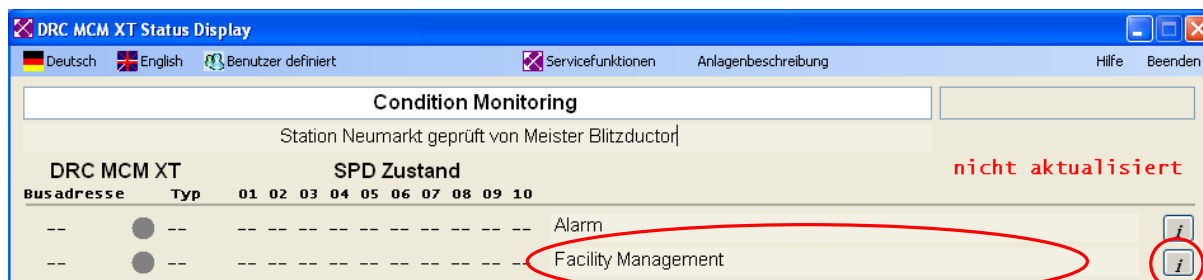 DRC MCM XT Status Display
Deutsch English Benutzer definiert Servicefunktionen Anlagenbeschreibung Hilfe Beenden
Condition Monitoring
Station Neumarkt geprüft von Meister Blitzductor
DRC MCM XT SPD Zustand nicht aktualisiert
Busadresse Typ 01 02 03 04 05 06 07 08 09 10
-- -- -- -- -- -- -- -- -- -- -- -- Alarm i
-- -- -- -- -- -- -- -- -- -- -- -- Facility Management i